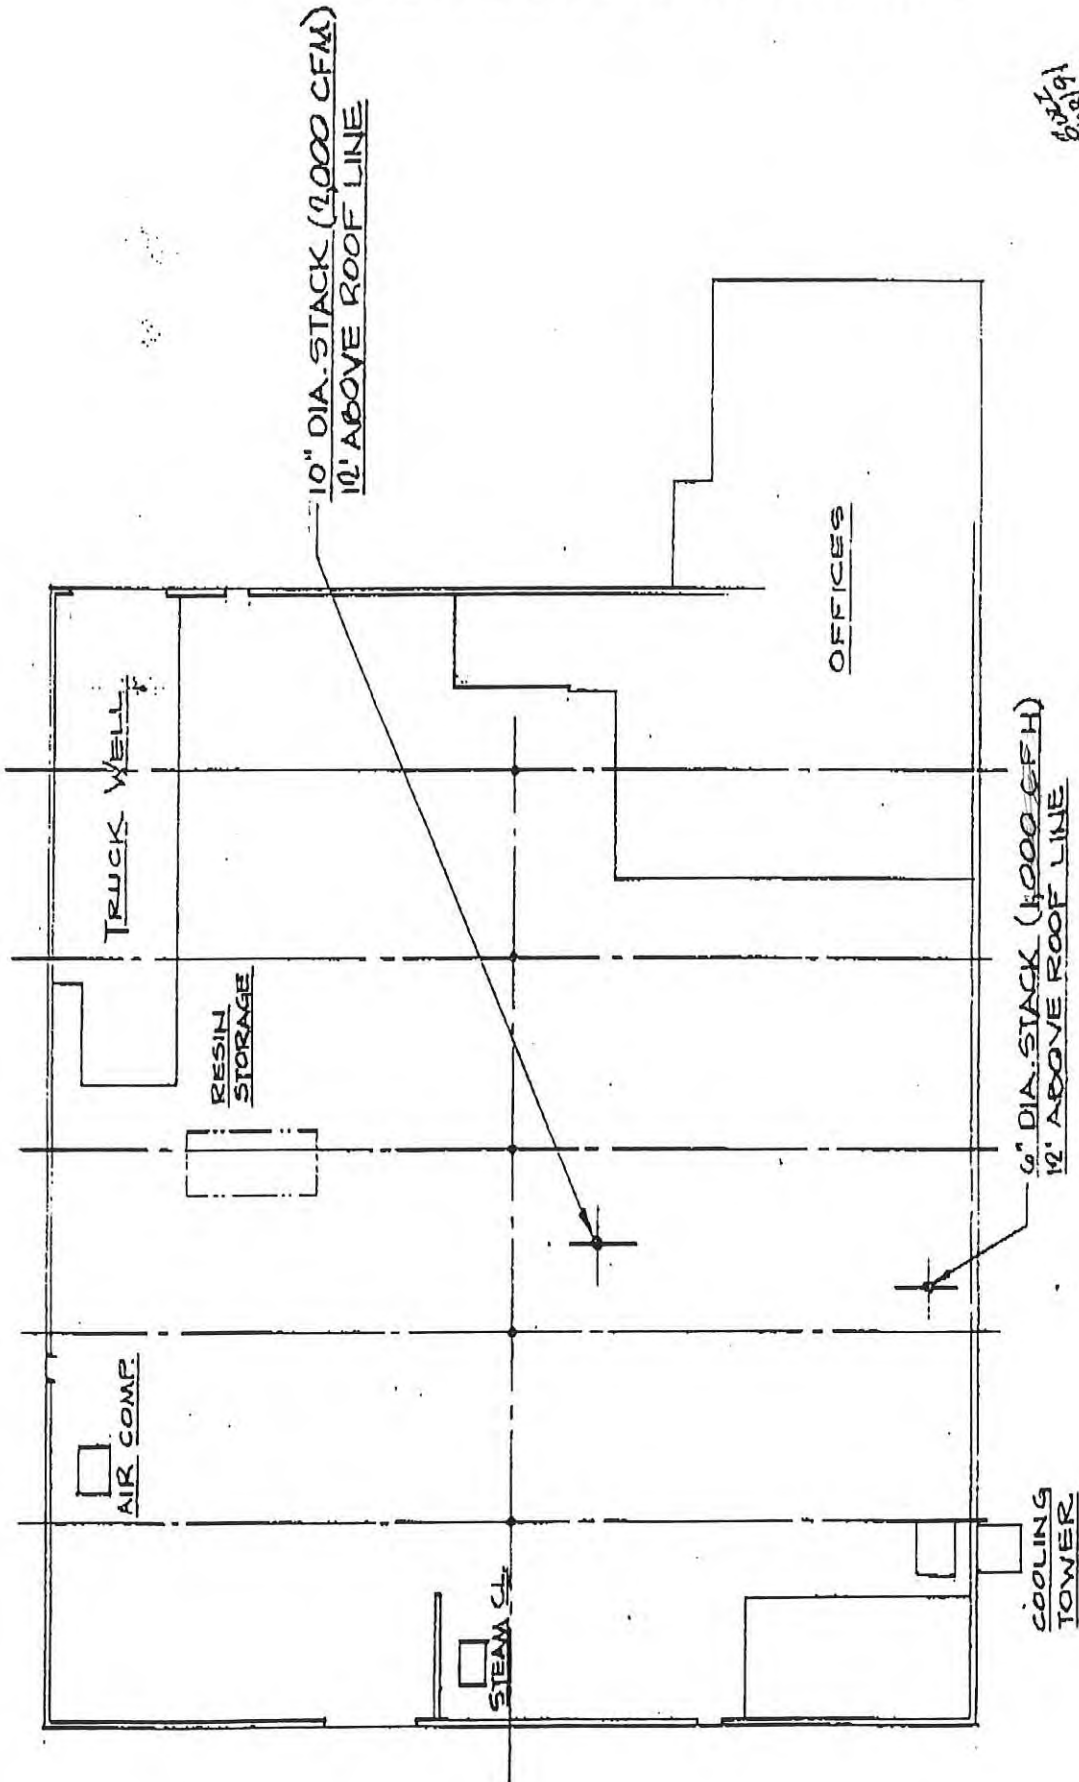 10" DIA. STACK (2,000 CFM)
12' ABOVE ROOF LINE
TRUCK WELL
RESIN
STORAGE
OFFICES
6" DIA. STACK (1,000 CFH)
12' ABOVE ROOF LINE
AIR COMP.
STEAM CL.
COOLING
TOWER